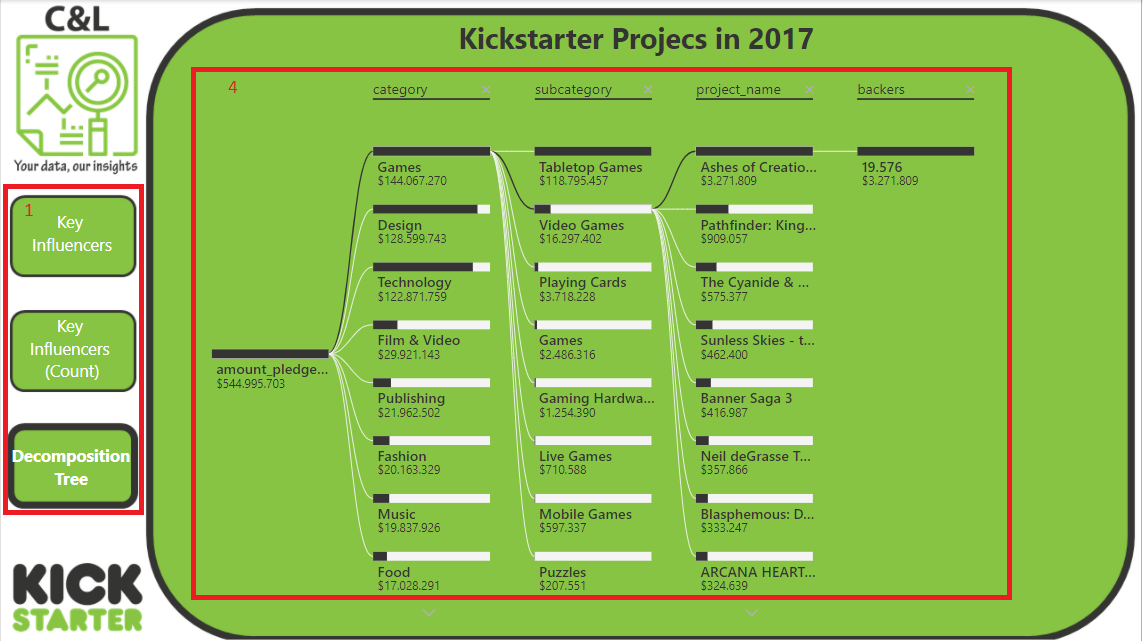 C&L
Your data, our insights
1
Key
Influencers
Key
Influencers
(Count)
Decomposition
Tree
KICK
STARTER
Kickstarter Projecs in 2017
4
category
subcategory
project_name
backers
amount_pledge...
$544.995.703
Games
$144.067.270
Design
$128.599.743
Technology
$122.871.759
Film & Video
$29.921.143
Publishing
$21.962.502
Fashion
$20.163.329
Music
$19.837.926
Food
$17.028.291
Tabletop Games
$118.795.457
Video Games
$16.297.402
Playing Cards
$3.718.228
Games
$2.486.316
Gaming Hardwa...
$1.254.390
Live Games
$710.588
Mobile Games
$597.337
Puzzles
$207.551
Ashes of Creatio...
$3.271.809
Pathfinder: King...
$909.057
The Cyanide & ...
$575.377
Sunless Skies - t...
$462.400
Banner Saga 3
$416.987
Neil deGrasse T...
$357.866
Blasphemous: D...
$333.247
ARCANA HEART...
$324.639
19.576
$3.271.809